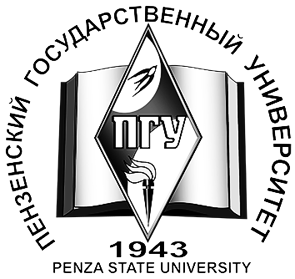 ПЕНЗЕНСКИЙ ГОСУДАРСТВЕННЫЙ УНИВЕРСИТЕТ
ПГУ
1943
PENZA STATE UNIVERSITY